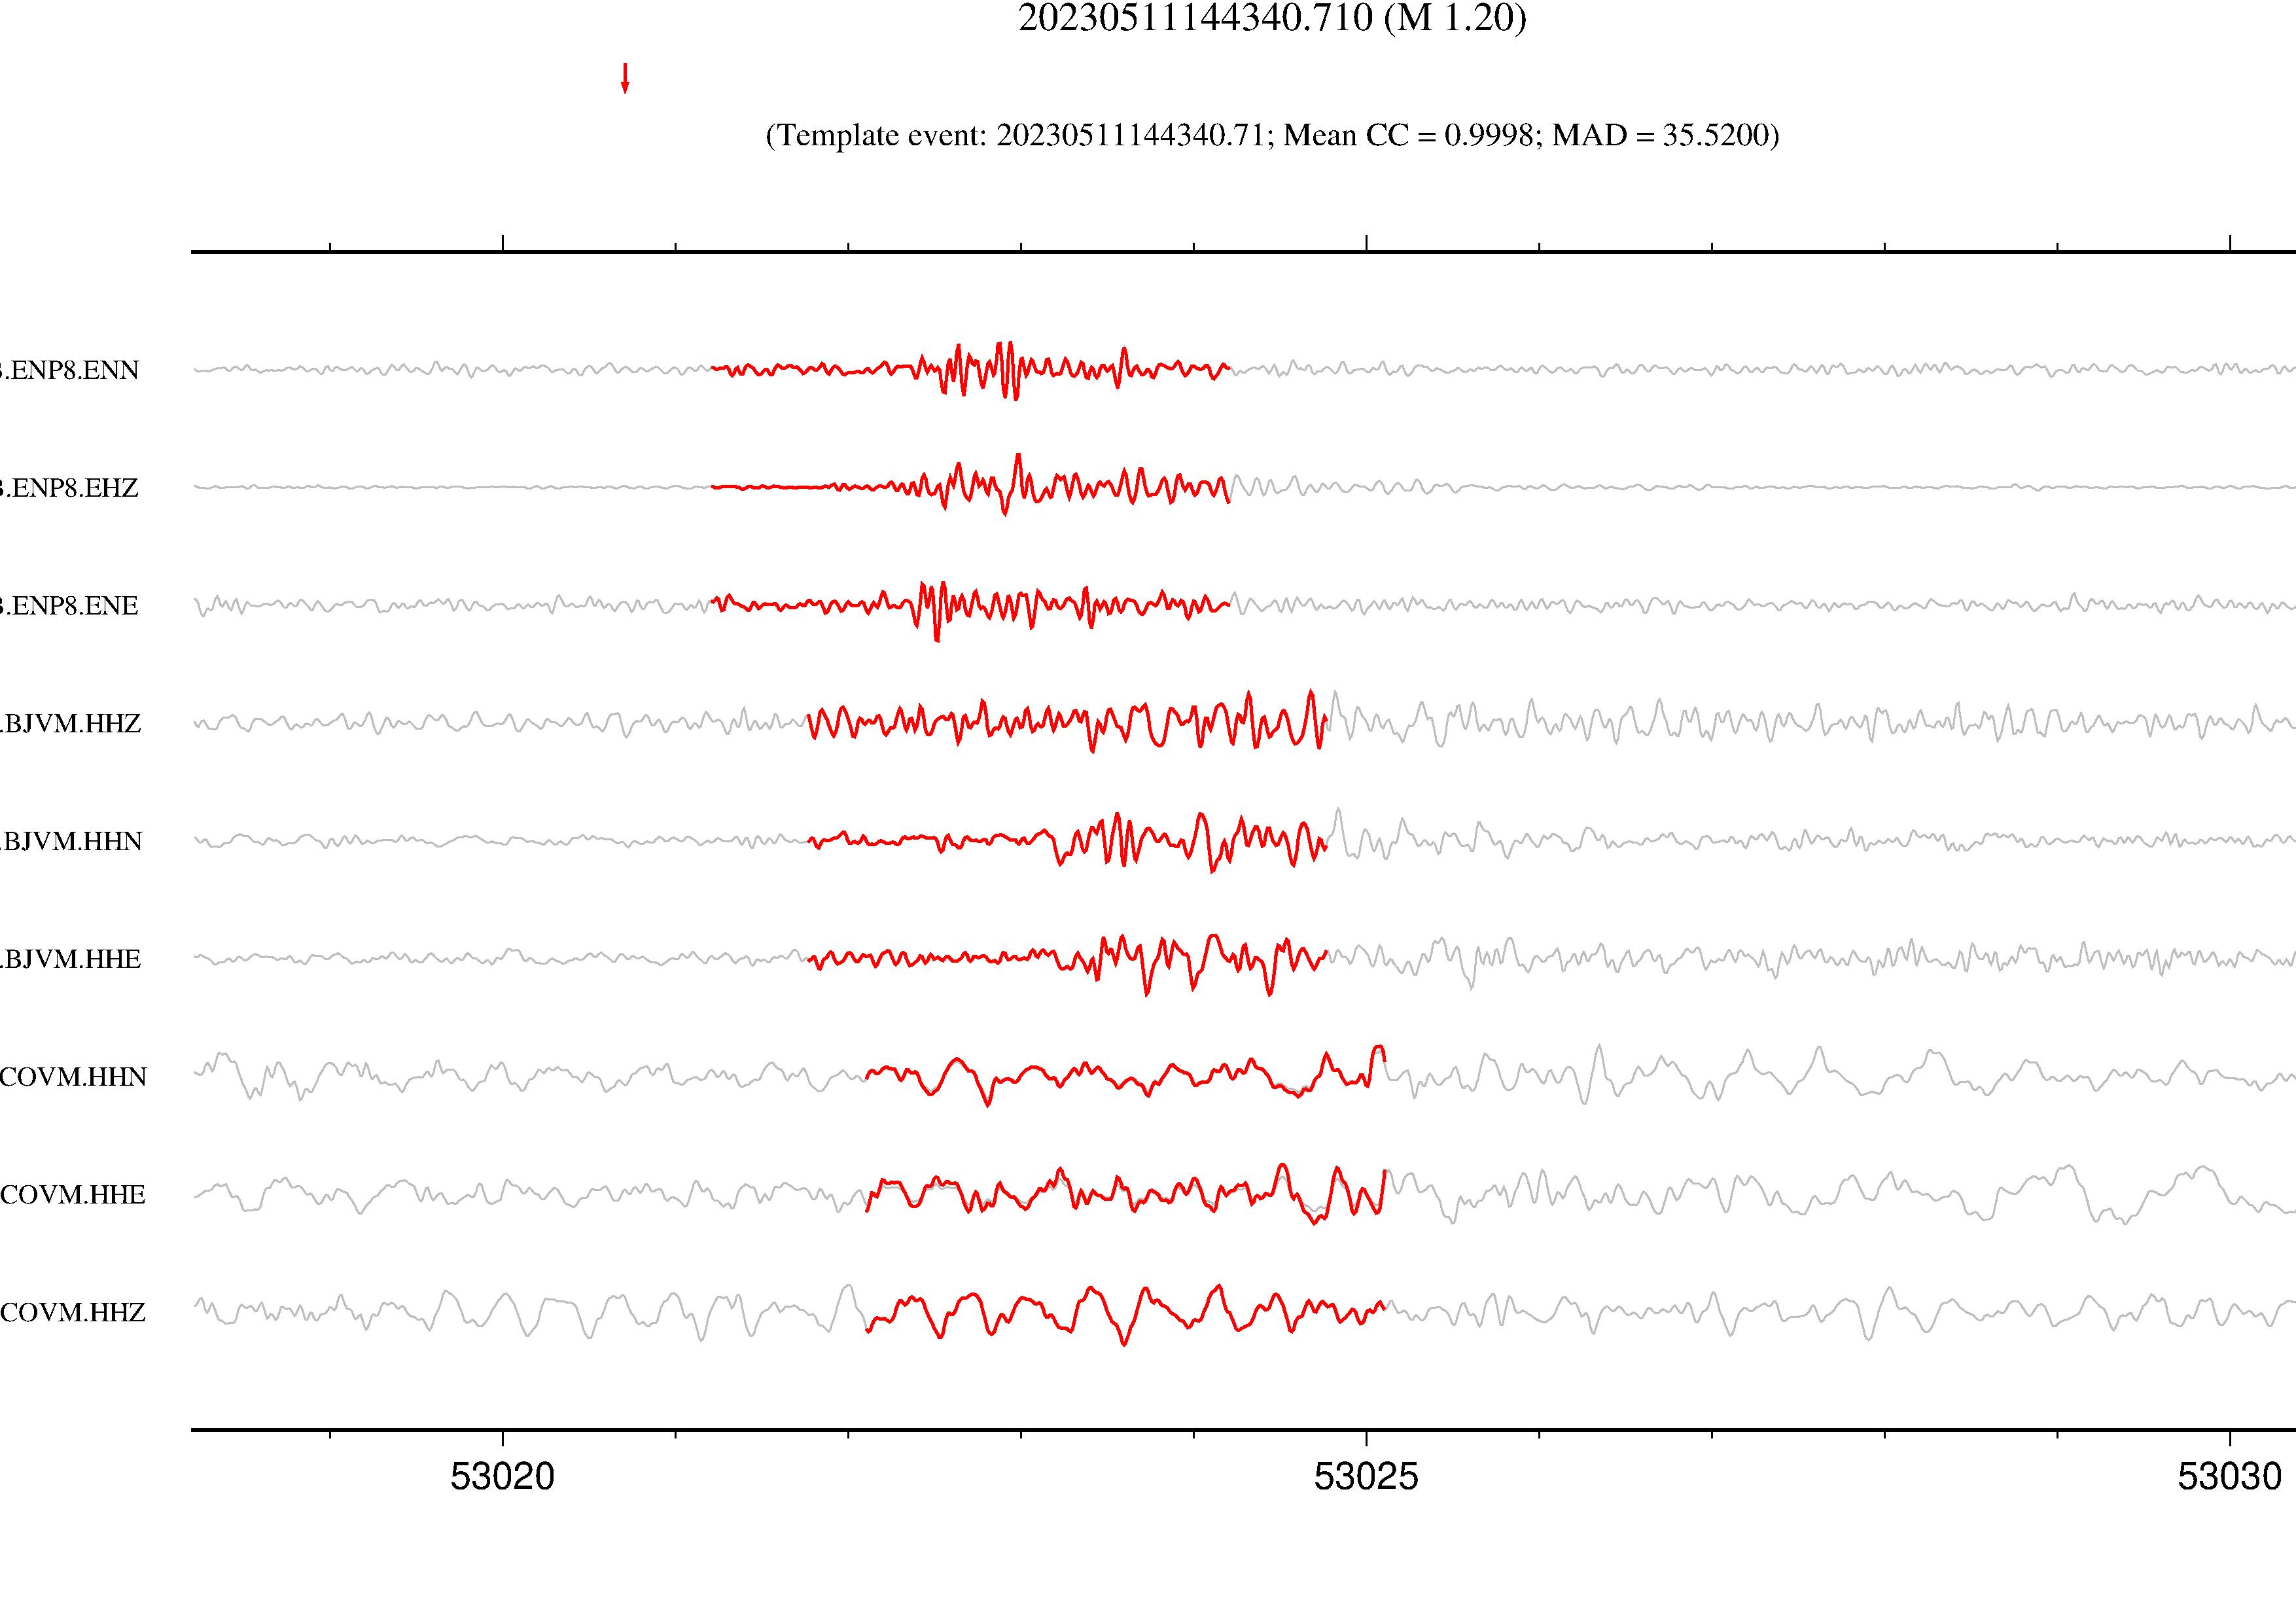 20230511144340.710 (M 1.20)
(Template event: 20230511144340.71; Mean CC = 0.9998; MAD = 35.5200)
.ENP8.ENN
.ENP8.EHZ
.ENP8.ENE
.BJVM.HHZ
.BJVM.HHN
.BJVM.HHE
COVM.HHN
COVM.HHE
COVM.HHZ
53020 53025 53030